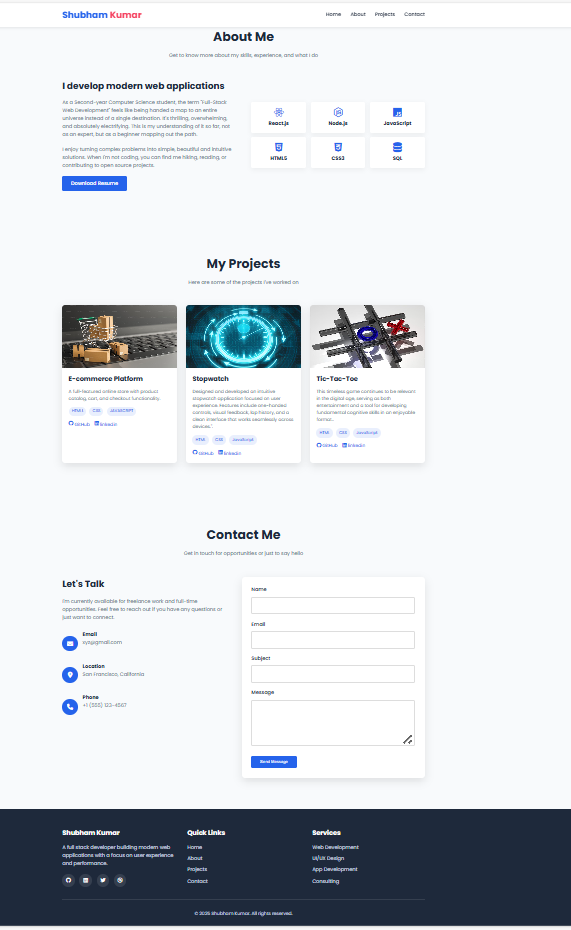 Shubham Kumar
Home About Projects Contact
About Me
Get to know more about my skills, experience, and what I do
I develop modern web applications
As a Second-year Computer Science student, the term "Full-Stack
Web Development" feels like being handed a map to an entire
universe instead of a single destination. It's thrilling, overwhelming,
and absolutely electrifying. This is my understanding of it so far, not
as an expert, but as a beginner mapping out the path.
I enjoy turning complex problems into simple, beautiful and intuitive
solutions. When I'm not coding, you can find me hiking, reading, or
contributing to open source projects.
Download Resume
React.js
Node.js
JavaScript
HTML5
CSS3
SQL
My Projects
Here are some of the projects I've worked on
E-commerce Platform
A full-featured online store with product
catalog, cart, and checkout functionality.
HTML CSS JAVASCRIPT
GitHub linkedin
Stopwatch
Designed and developed an intuitive
stopwatch application focused on user
experience. Features include one-handed
controls, visual feedback, lap history, and a
clean interface that works seamlessly across
devices.".
HTML CSS JavaScript
GitHub linkedin
Tic-Tac-Toe
This timeless game continues to be relevant
in the digital age, serving as both
entertainment and a tool for developing
fundamental cognitive skills in an enjoyable
format.
HTML CSS JavaScript
GitHub linkedin
Contact Me
Get in touch for opportunities or just to say hello
Let's Talk
I'm currently available for freelance work and full-time
opportunities. Feel free to reach out if you have any questions or
just want to connect.
Email
xyz@gmail.com
Location
San Francisco, California
Phone
+1 (555) 123-4567
Name
Email
Subject
Message
Send Message
Shubham Kumar
A full stack developer building modern web
applications with a focus on user experience
and performance.
Quick Links
Home
About
Projects
Contact
Services
Web Development
UI/UX Design
App Development
Consulting
© 2025 Shubham Kumar. All rights reserved.